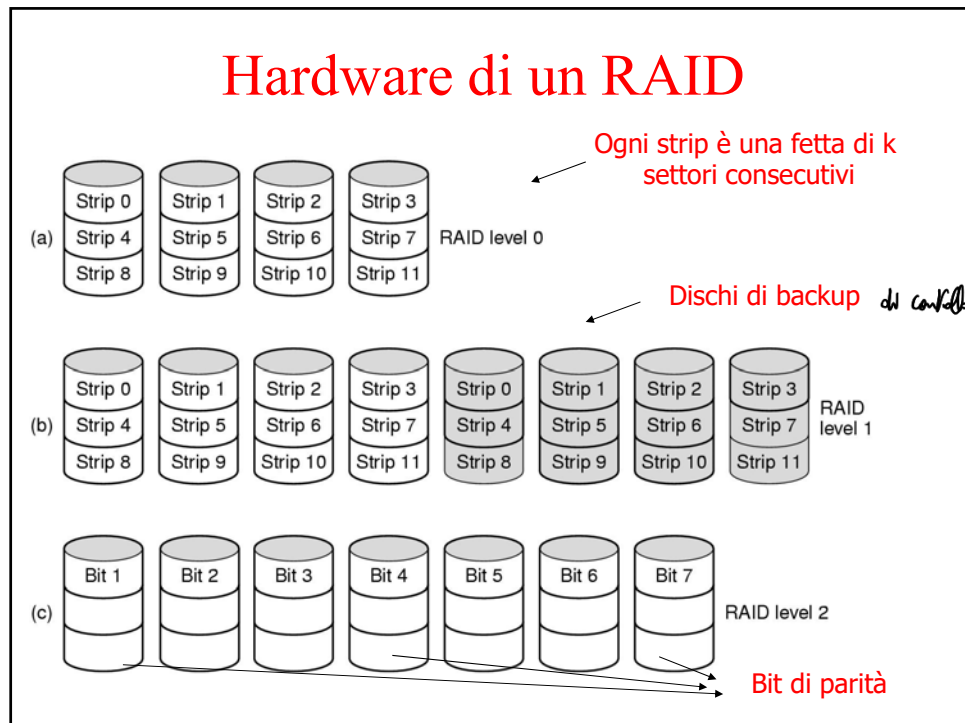 Hardware di un RAID
Ogni strip è una fetta di k
settori consecutivi
Strip 0 Strip 1 Strip 2 Strip 3
(a) Strip 4 Strip 5 Strip 6 Strip 7 RAID level 0
Strip 8 Strip 9 Strip 10 Strip 11
Dischi di backup
Strip 0 Strip 1 Strip 2 Strip 3 Strip 0 Strip 1 Strip 2 Strip 3
(b) Strip 4 Strip 5 Strip 6 Strip 7 Strip 4 Strip 5 Strip 6 Strip 7 RAID
level 1
Strip 8 Strip 9 Strip 10 Strip 11 Strip 8 Strip 9 Strip 10 Strip 11
Bit 1 Bit 2 Bit 3 Bit 4 Bit 5 Bit 6 Bit 7
(c) RAID level 2
Bit di parità